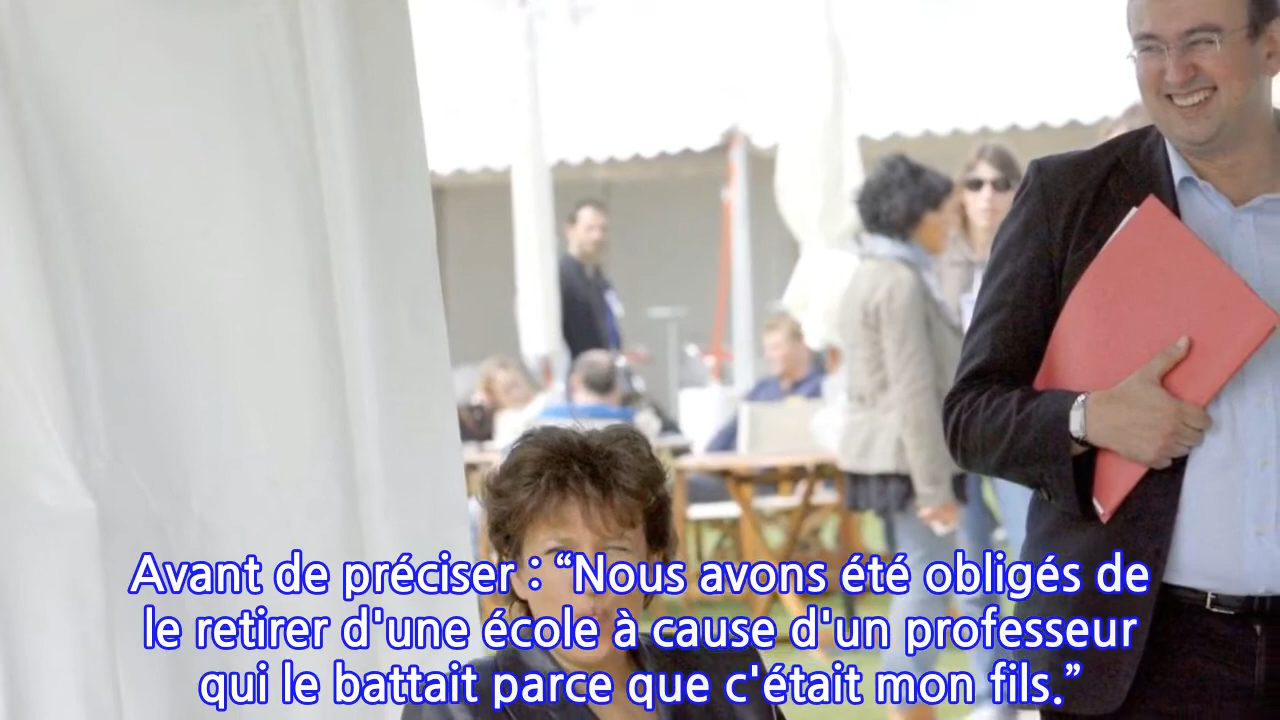 Avant de préciser : “Nous avons été obligés de
le retirer d'une école à cause d'un professeur
qui le battait parce que c'était mon fils.”